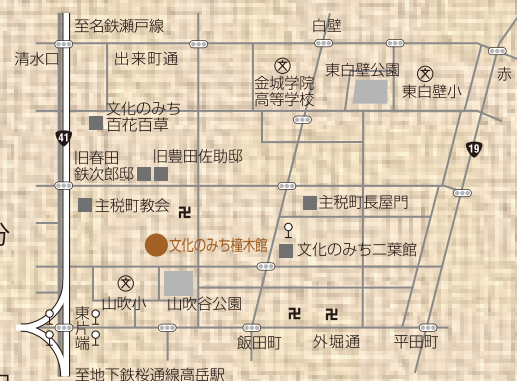 至名鉄瀬戸線
白壁
清水口
出来町通
金城学院
高等学校
東白壁公園
東白壁小
赤
文化のみち
百花百草
41
19
旧春田
鉄次郎邸
旧豊田佐助邸
主税町教会
卍
主税町長屋門
分
文化のみち橦木館
文化のみち二葉館
山吹小
山吹谷公園
東片端
卍
卍
飯田町
外堀通
平田町
至地下鉄桜通線高岳駅